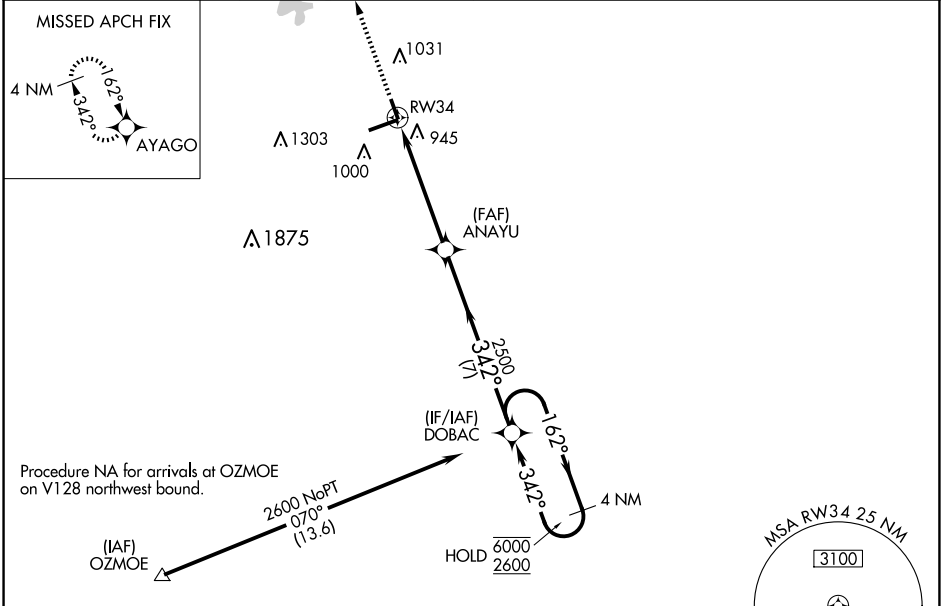 MISSED APCH FIX
4 NM
162°
342°
AYAGO
1031
RW34
945
1303
1000
1875
(FAF)
ANAYU
2500
342°
(7)
(IF/IAF)
DOBAC
162°
342°
4 NM
HOLD
6000
2600
Procedure NA for arrivals at OZMOE
on V128 northwest bound.
2600 NoPT
070°
(13.6)
(IAF)
OZMOE
MSA RW34 25 NM
3100